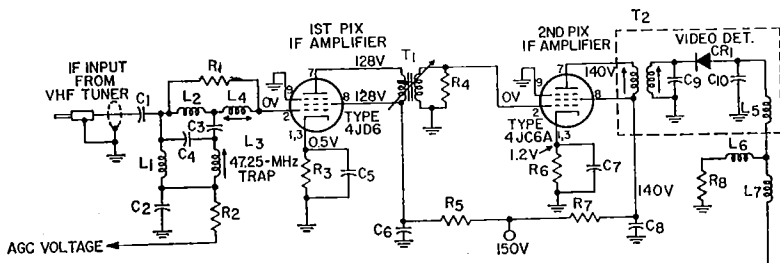 T2
1ST PIX
IF AMPLIFIER
T1
2ND PIX
IF AMPLIFIER
VIDEO DET.
IF INPUT
FROM
VHF TUNER
R1
7
128V
7
140V
CR1
C1
L2
L4
0V
9
2
8
128V
R4
0V
9
2
8
C9
C10
C3
TYPE
4JD6
TYPE
4JC6A
L5
L3
C4
1,3
0.5V
1,3
1.2V
L1
47.25-MHz
TRAP
R3
C5
R6
C7
140V
L6
R8
L7
C2
R2
C6
R5
R7
C8
150V
AGC VOLTAGE